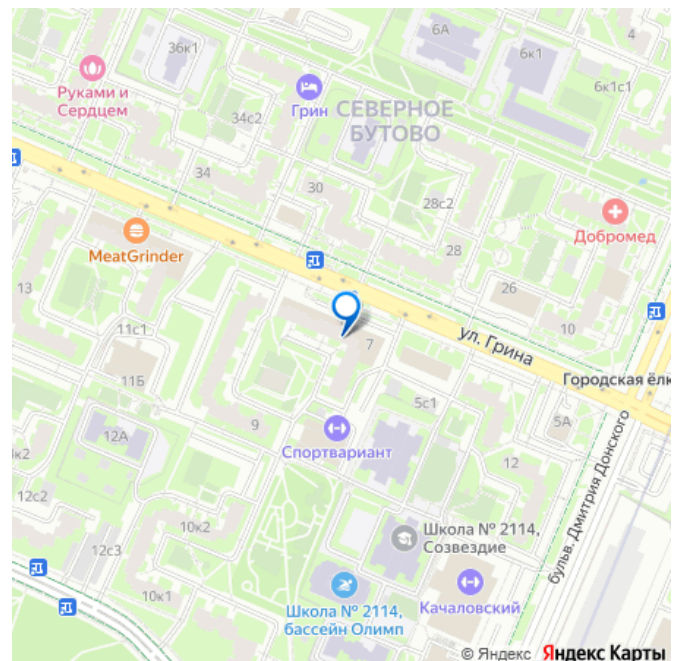 6А
4
36к1
6к1
6к1с1
Руками и
Сердцем
Грин
СЕВЕРНОЕ
БУТОВО
34с2
34
30
28с2
Добромед
MeatGrinder
28
26
13
10
ул. Грина
11с1
7
Городская ёлк
11Б
5с1
5А
9
12А
Спортвариант
12
к2
бульв. Дмитрия Донского
12с2
10к2
Школа № 2114,
Созвездие
12с3
10к1
Школа № 2114,
бассейн Олимп
Качаловский
© Яндекс Яндекс Карты